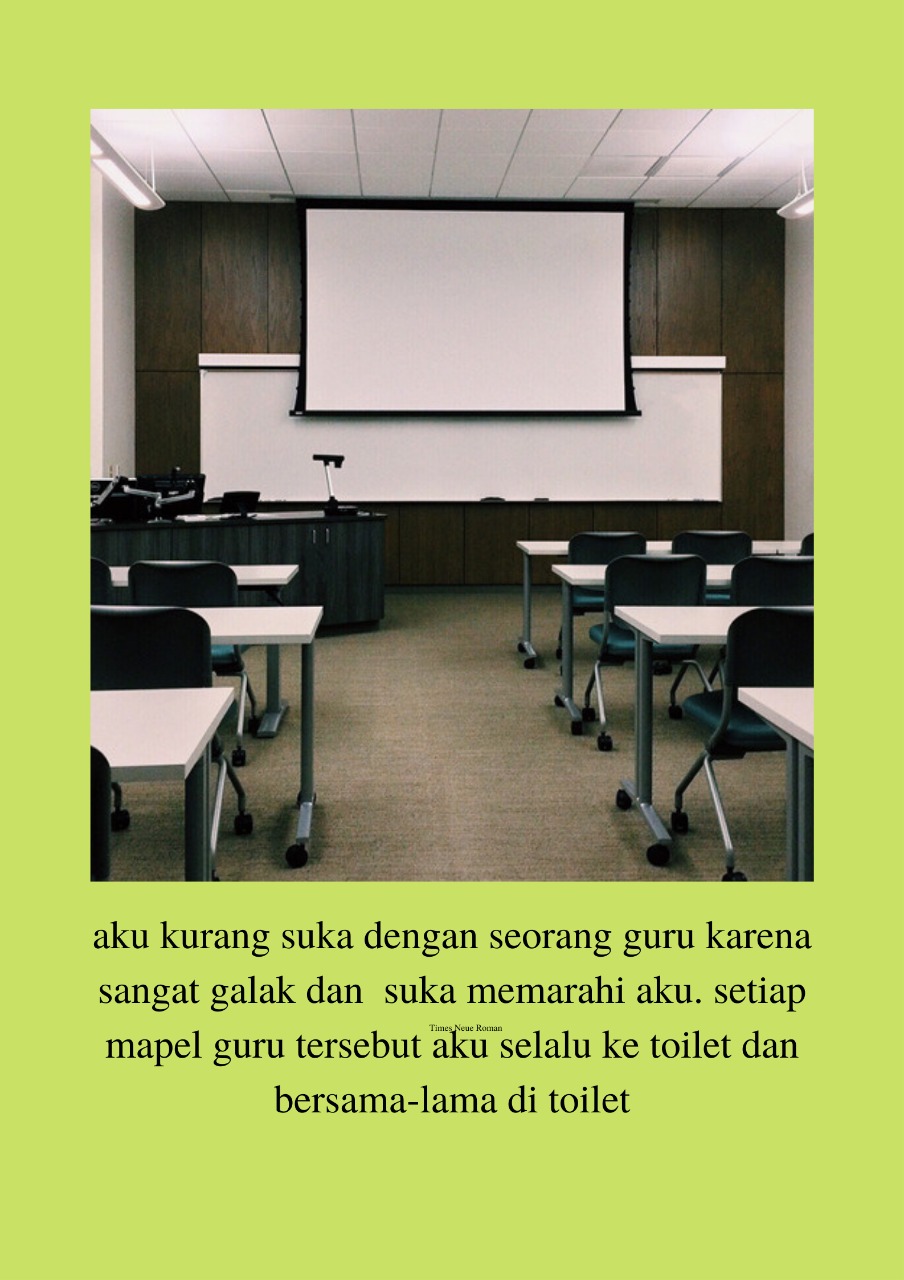 aku kurang suka dengan seorang guru karena
sangat galak dan  suka memarahi aku. setiap
Times Neue Roman
mapel guru tersebut aku selalu ke toilet dan
bersama-lama di toilet